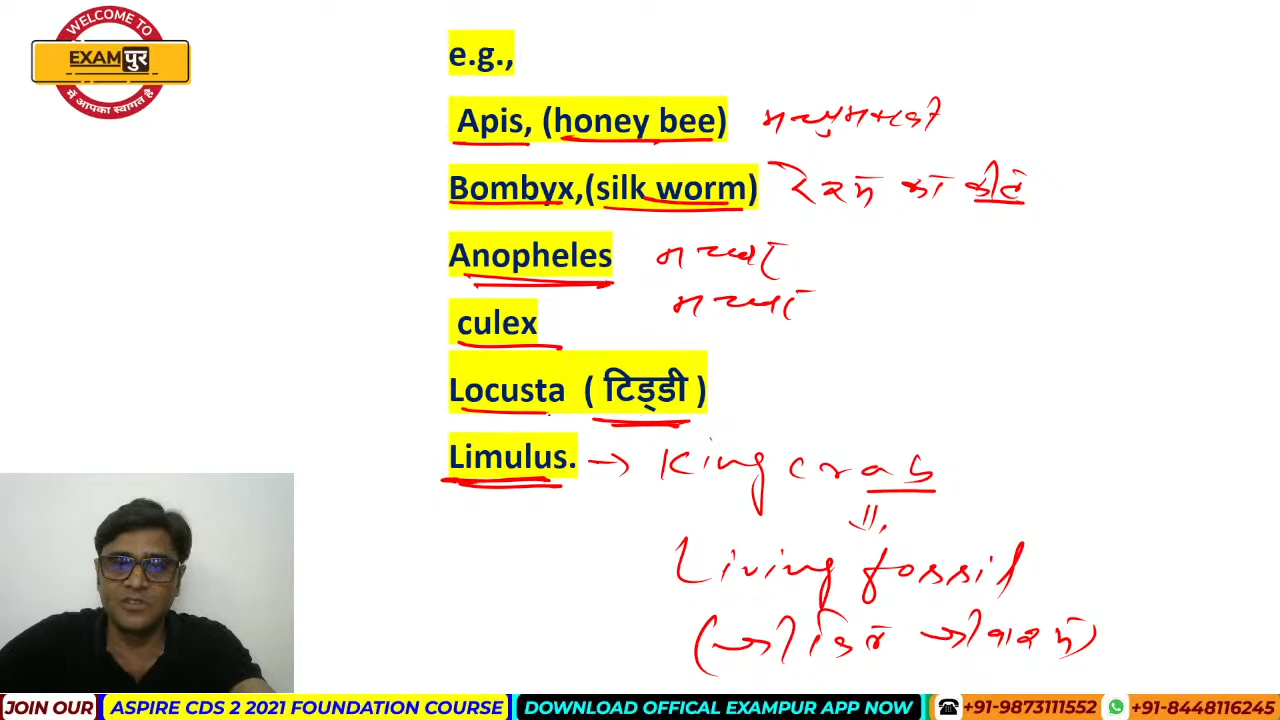 WELCOME TO
EXAMपुर
में आपका स्वागत है
e.g.,
Apis, (honey bee) मधुमक्खी
Bombyx,(silk worm) रेशम का कीट
Anopheles मच्छर
मच्छर
culex
Locusta ( टिड्डी )
Limulus. → King crab
Living fossil
(जीवित जीवाश्म)
JOIN OUR ASPIRE CDS 2 2021 FOUNDATION COURSE DOWNLOAD OFFICAL EXAMPUR APP NOW +91-9873111552 +91-8448116245